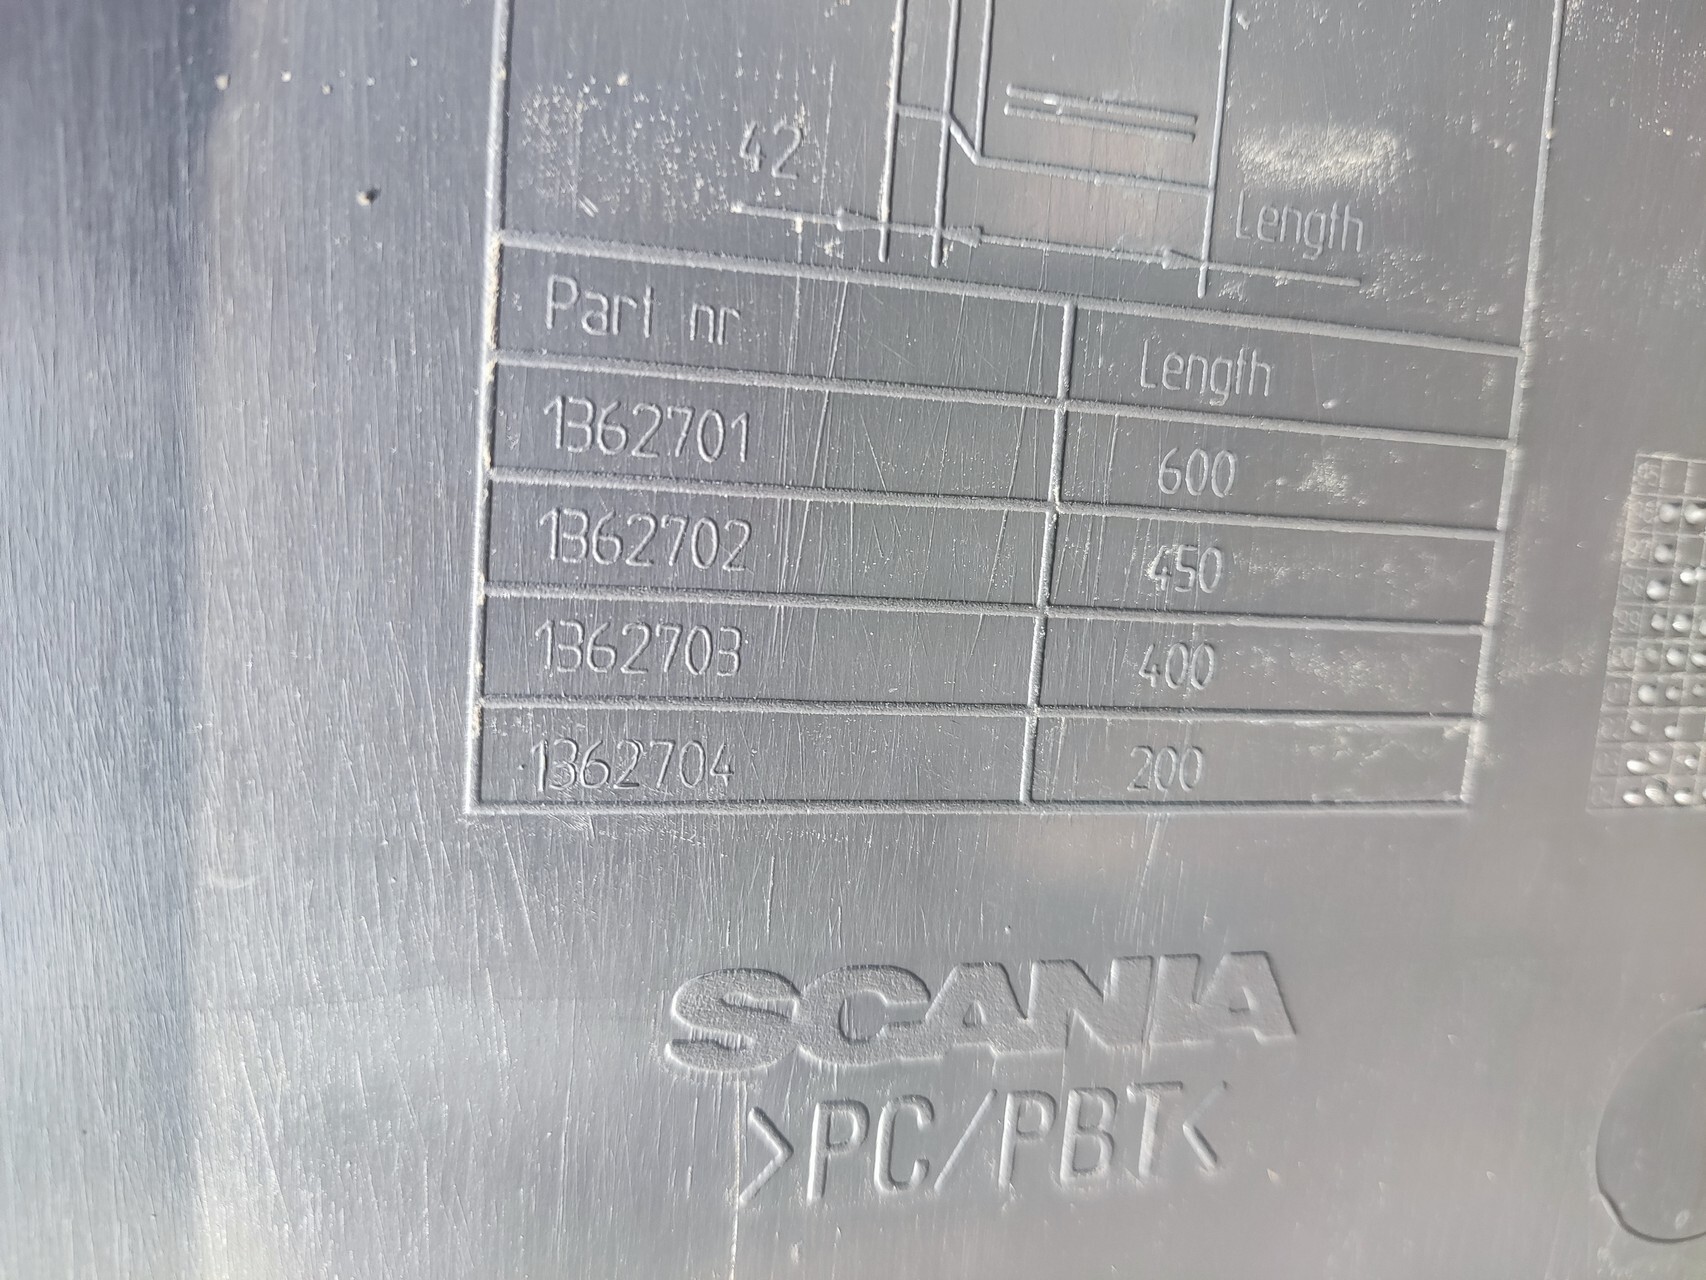 42
Length
Part nr Length
1362701 600
1362702 450
1362703 400
1362704 200
SCANIA
>PC/PBT<